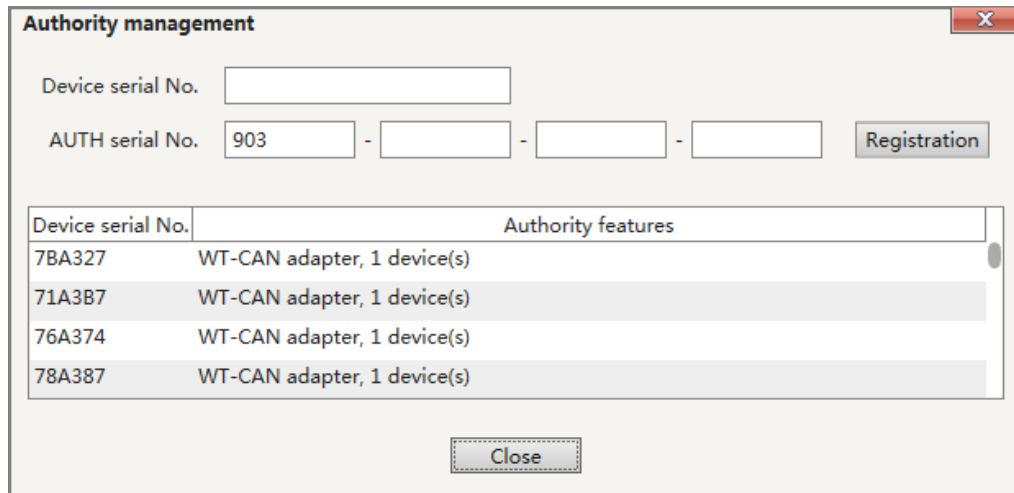 Authority management
Device serial No.
AUTH serial No. 903 - - - Registration
Device serial No. Authority features
7BA327 WT-CAN adapter, 1 device(s)
71A3B7 WT-CAN adapter, 1 device(s)
76A374 WT-CAN adapter, 1 device(s)
78A387 WT-CAN adapter, 1 device(s)
Close